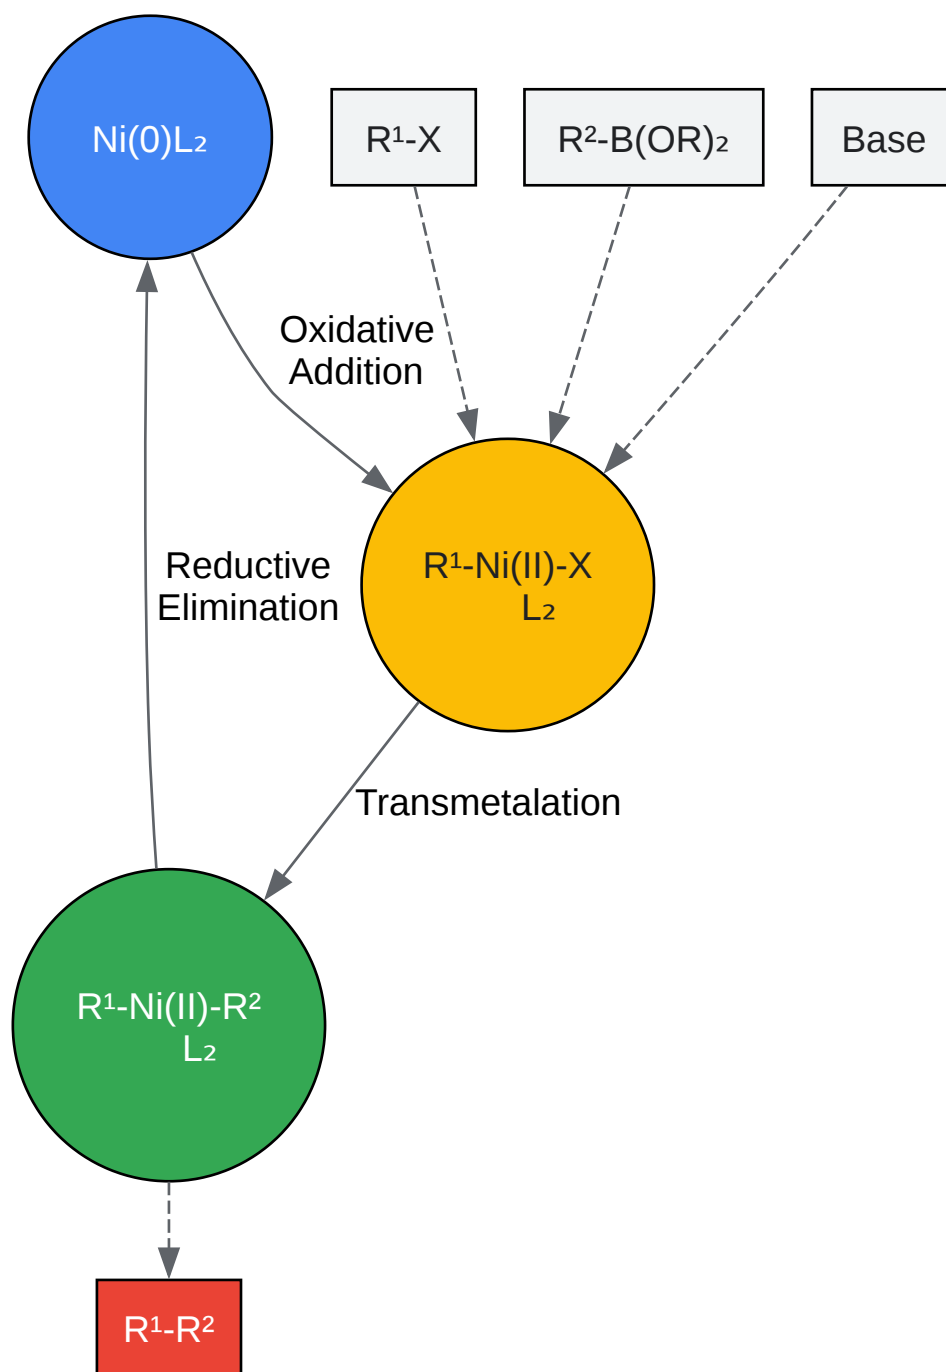 Ni(0)L₂
R¹-X
R²-B(OR)₂
Base
Oxidative
Addition
Reductive
Elimination
R¹-Ni(II)-X
L₂
Transmetalation
R¹-Ni(II)-R²
L₂
R¹-R²